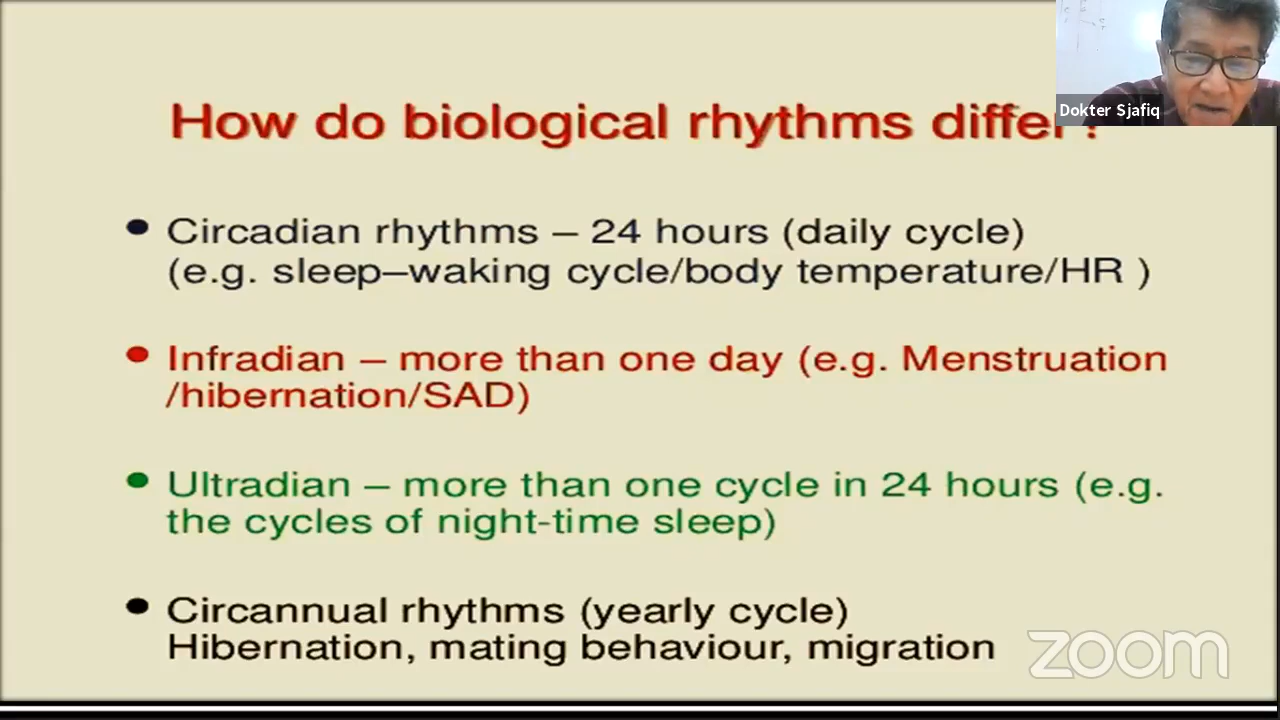 How do biological rhythms differ?
Dokter Sjafiq
• Circadian rhythms – 24 hours (daily cycle)
(e.g. sleep–waking cycle/body temperature/HR )
• Infradian – more than one day (e.g. Menstruation
/hibernation/SAD)
• Ultradian – more than one cycle in 24 hours (e.g.
the cycles of night-time sleep)
• Circannual rhythms (yearly cycle)
Hibernation, mating behaviour, migration
zoom